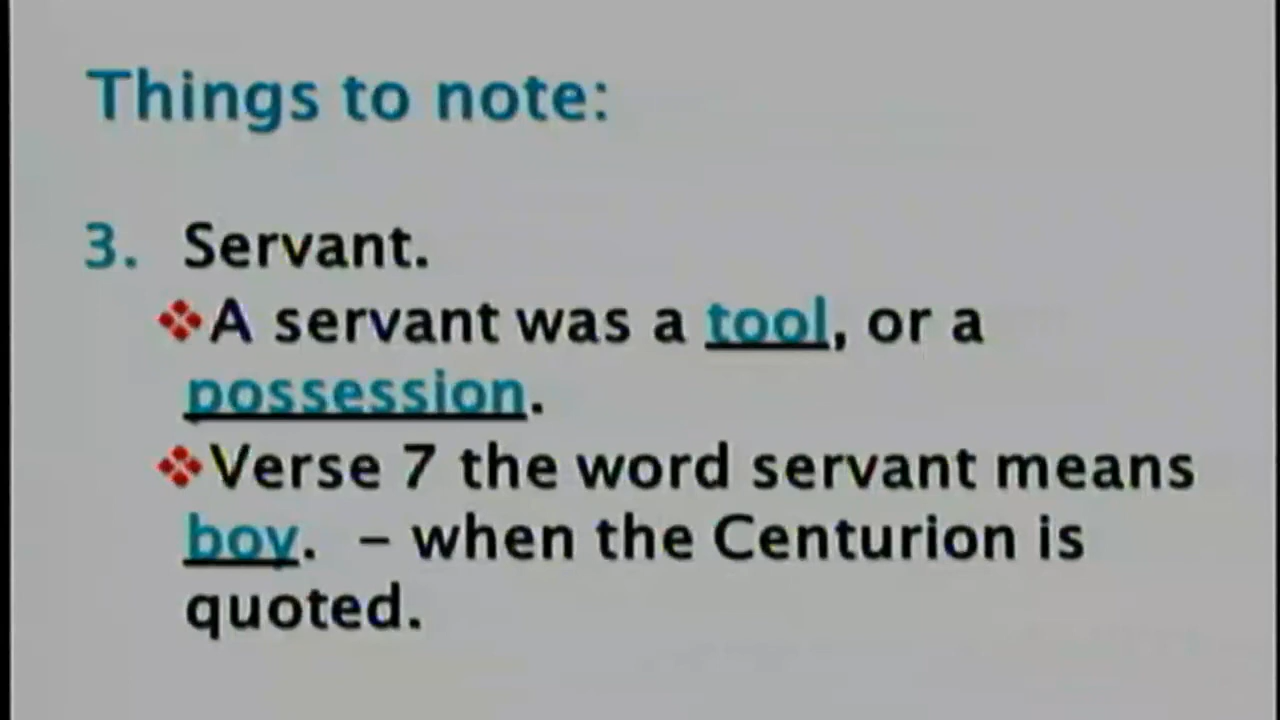 Things to note:
3. Servant.
❖A servant was a tool, or a
possession.
❖Verse 7 the word servant means
boy. – when the Centurion is
quoted.